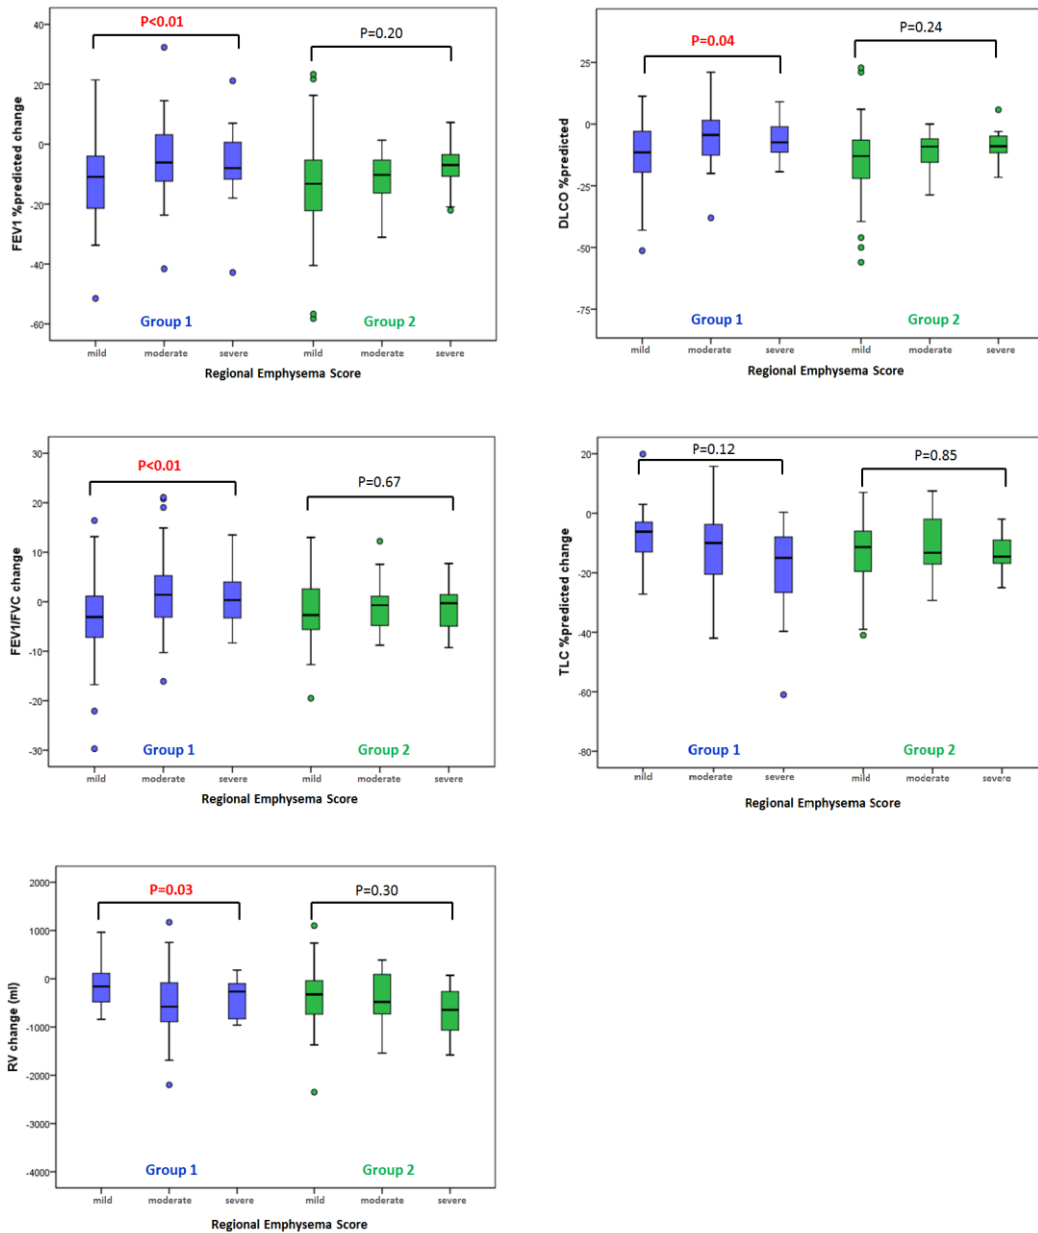 P<0.01
P=0.20
FEV1 %predicted change
40
20
0
-20
-40
-60
Group 1
Group 2
mild moderate severe mild moderate severe
Regional Emphysema Score
P=0.04
P=0.24
DLCO %predicted
25
0
-25
-50
-75
Group 1
Group 2
mild moderate severe mild moderate severe
Regional Emphysema Score
P<0.01
P=0.67
FEV1/FVC change
30
20
10
0
-10
-20
-30
Group 1
Group 2
mild moderate severe mild moderate severe
Regional Emphysema Score
P=0.12
P=0.85
TLC %predicted change
20
0
-20
-40
-60
-80
Group 1
Group 2
mild moderate severe mild moderate severe
Regional Emphysema Score
P=0.03
P=0.30
RV change (ml)
2000
1000
0
-1000
-2000
-3000
-4000
Group 1
Group 2
mild moderate severe mild moderate severe
Regional Emphysema Score